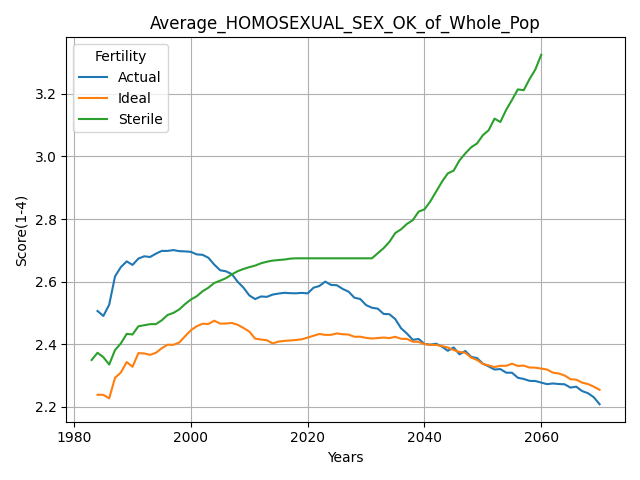 Average_HOMOSEXUAL_SEX_OK_of_Whole_Pop
Fertility
Actual
Ideal
Sterile
Score(1-4)
3.2
3.0
2.8
2.6
2.4
2.2
1980 2000 2020 2040 2060
Years